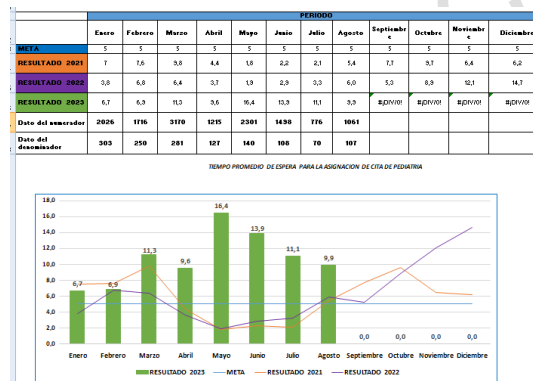 PERIODO
Enero Febrero Marzo Abril Mayo Junio Julio Agosto Septiembre Octubre Noviembre Diciembre
META 5 5 5 5 5 5 5 5 5 5 5 5
RESULTADO 2021 7 7,6 9,8 4,4 1,8 2,2 2,1 5,4 7,7 9,7 6,4 6,2
RESULTADO 2022 3,8 6,8 6,4 3,7 1,9 2,9 3,3 6,0 5,3 8,9 12,1 14,7
RESULTADO 2023 6,7 6,9 11,3 9,6 16,4 13,9 11,1 9,9 #¡DIV/0! #¡DIV/0! #¡DIV/0! #¡DIV/0!
Dato del numerador 2026 1716 3170 1215 2301 1498 776 1061
Dato del denominador 303 250 281 127 140 108 70 107
TIEMPO PROMEDIO DE ESPERA PARA LA ASIGNACION DE CITA DE PEDIATRIA
18,0
16,0
14,0
12,0
10,0
8,0
6,0
4,0
2,0
0,0
6,7 6,9 11,3 9,6 16,4 13,9 11,1 9,9 0,0 0,0 0,0 0,0
Enero Febrero Marzo Abril Mayo Junio Julio Agosto Septiembre Octubre Noviembre Diciembre
RESULTADO 2023 META RESULTADO 2021 RESULTADO 2022